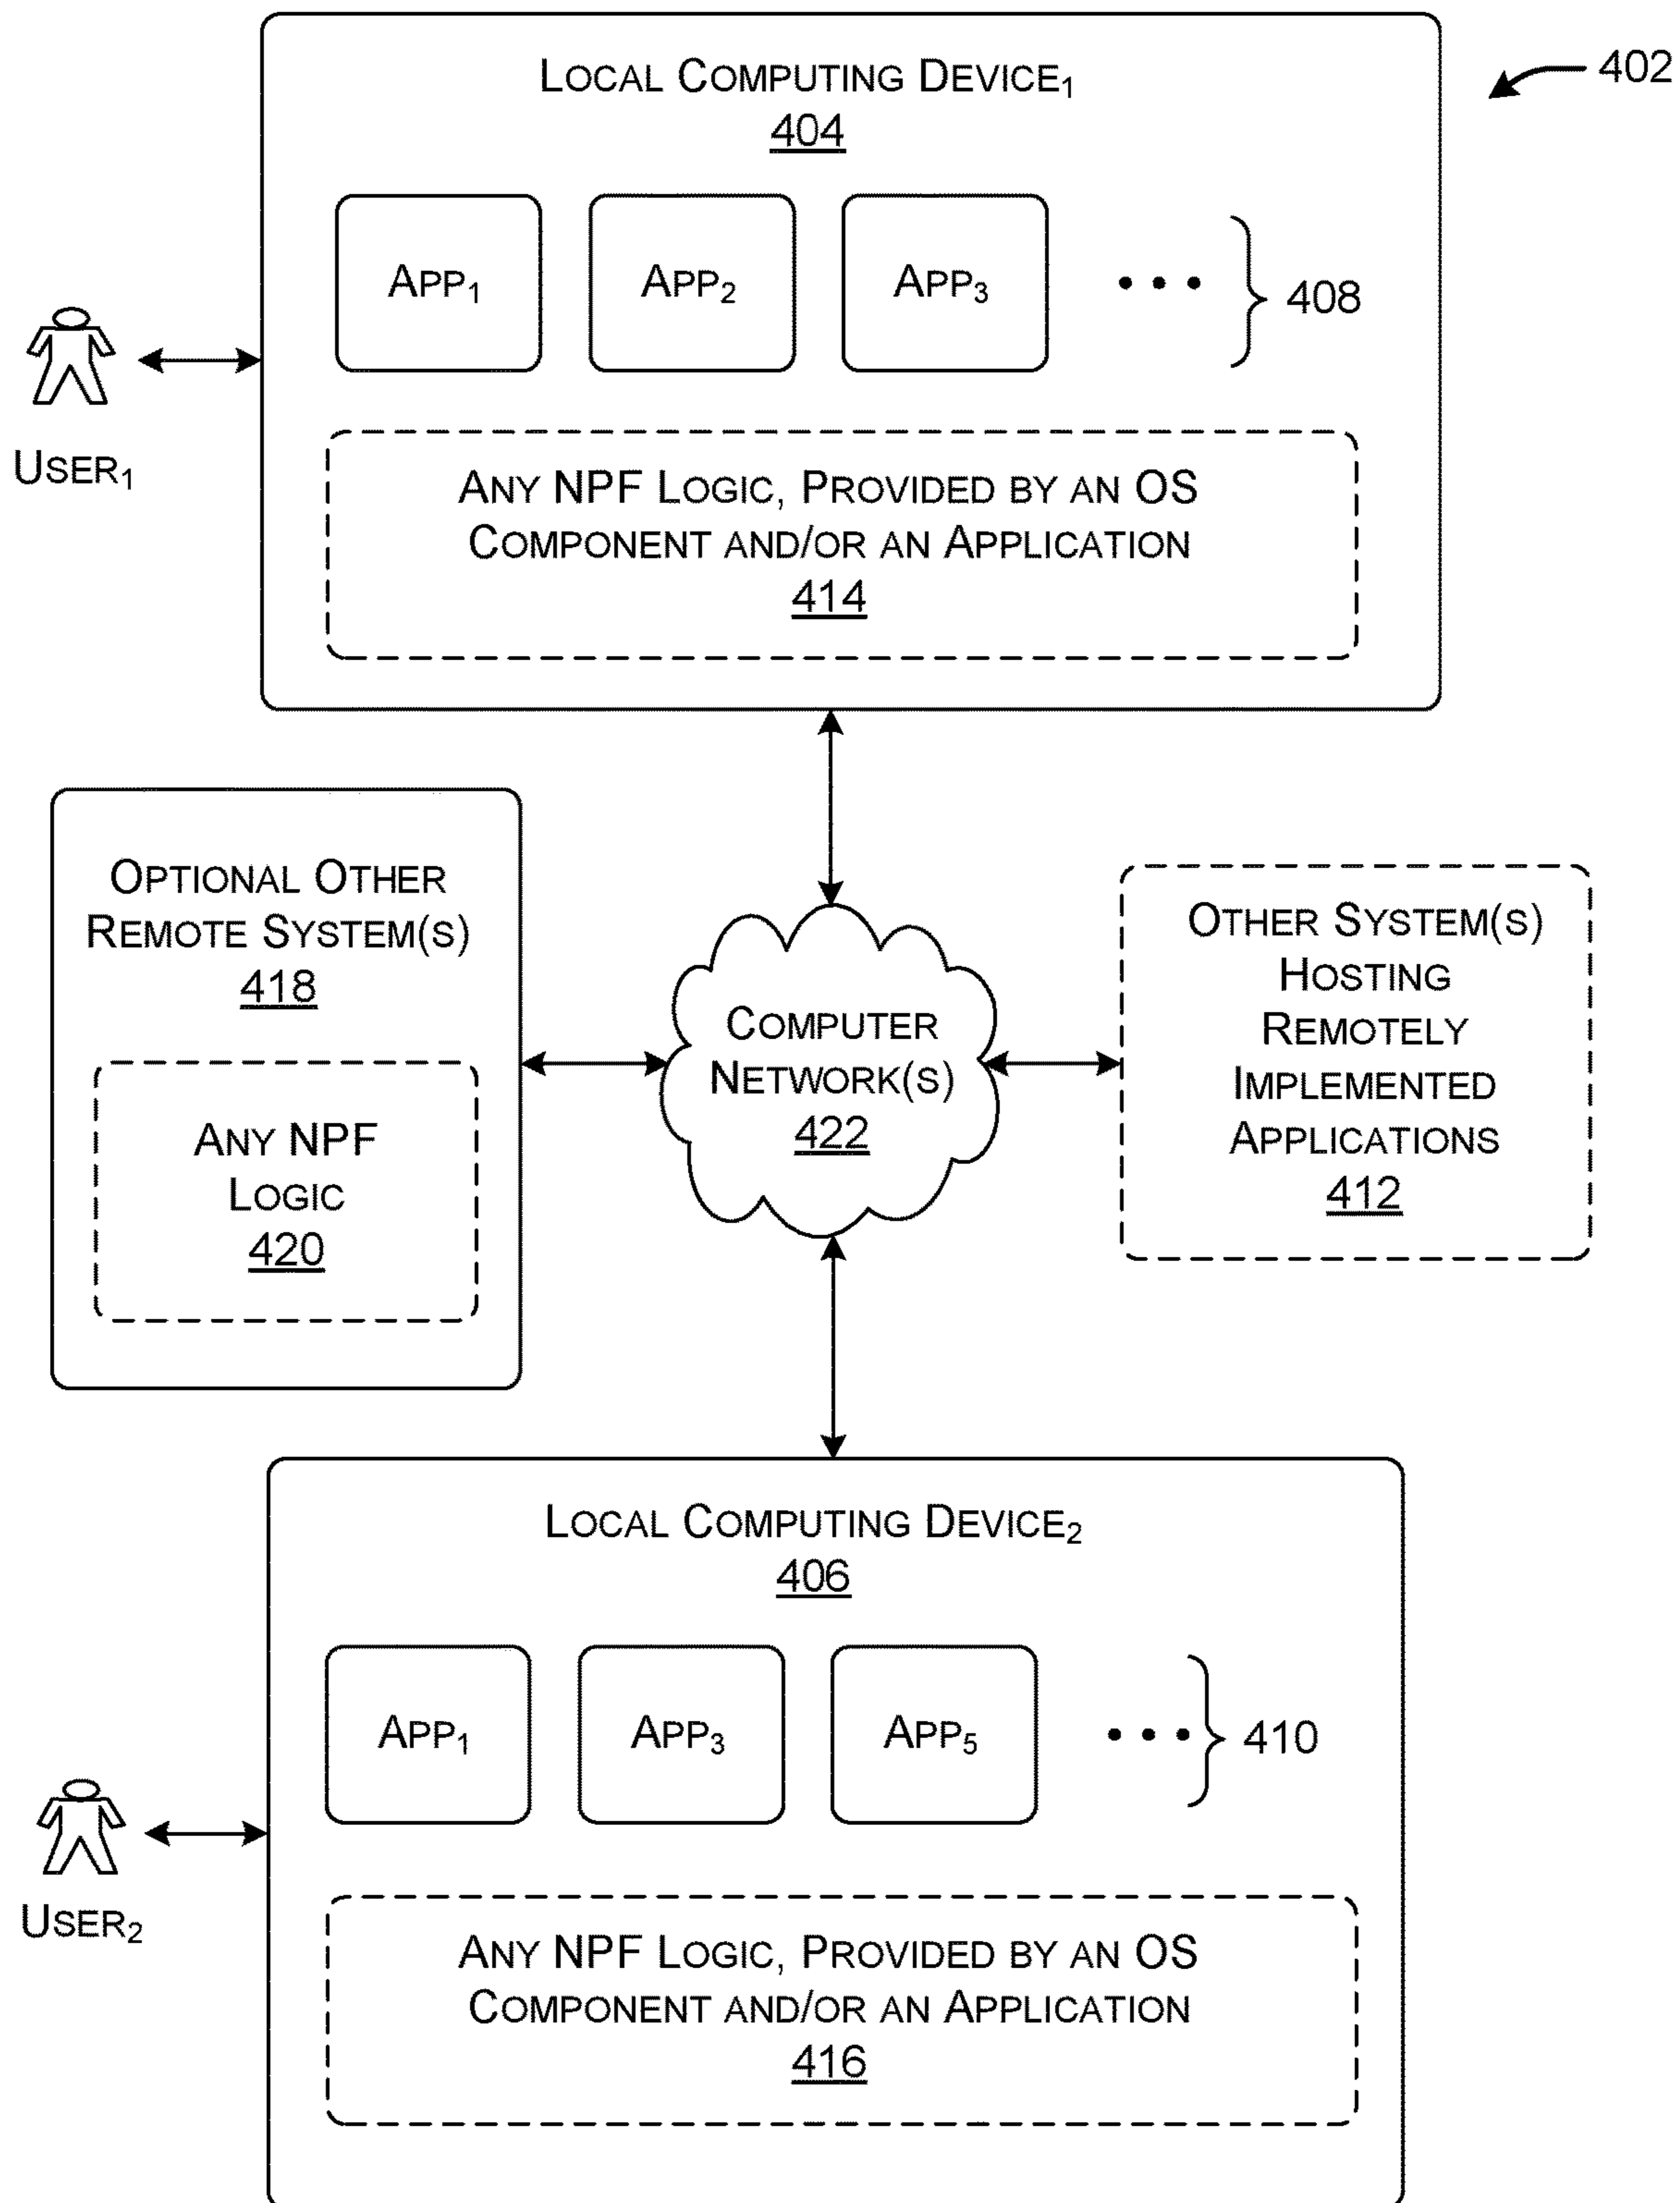 LOCAL COMPUTING DEVICE₁
402
404
APP₁ APP₂ APP₃ • • • 408
USER₁
ANY NPF LOGIC, PROVIDED BY AN OS
COMPONENT AND/OR AN APPLICATION
414
OPTIONAL OTHER
REMOTE SYSTEM(S)
418
ANY NPF
LOGIC
420
COMPUTER
NETWORK(S)
422
OTHER SYSTEM(S)
HOSTING
REMOTELY
IMPLEMENTED
APPLICATIONS
412
LOCAL COMPUTING DEVICE₂
406
APP₁ APP₃ APP₅ • • • 410
USER₂
ANY NPF LOGIC, PROVIDED BY AN OS
COMPONENT AND/OR AN APPLICATION
416